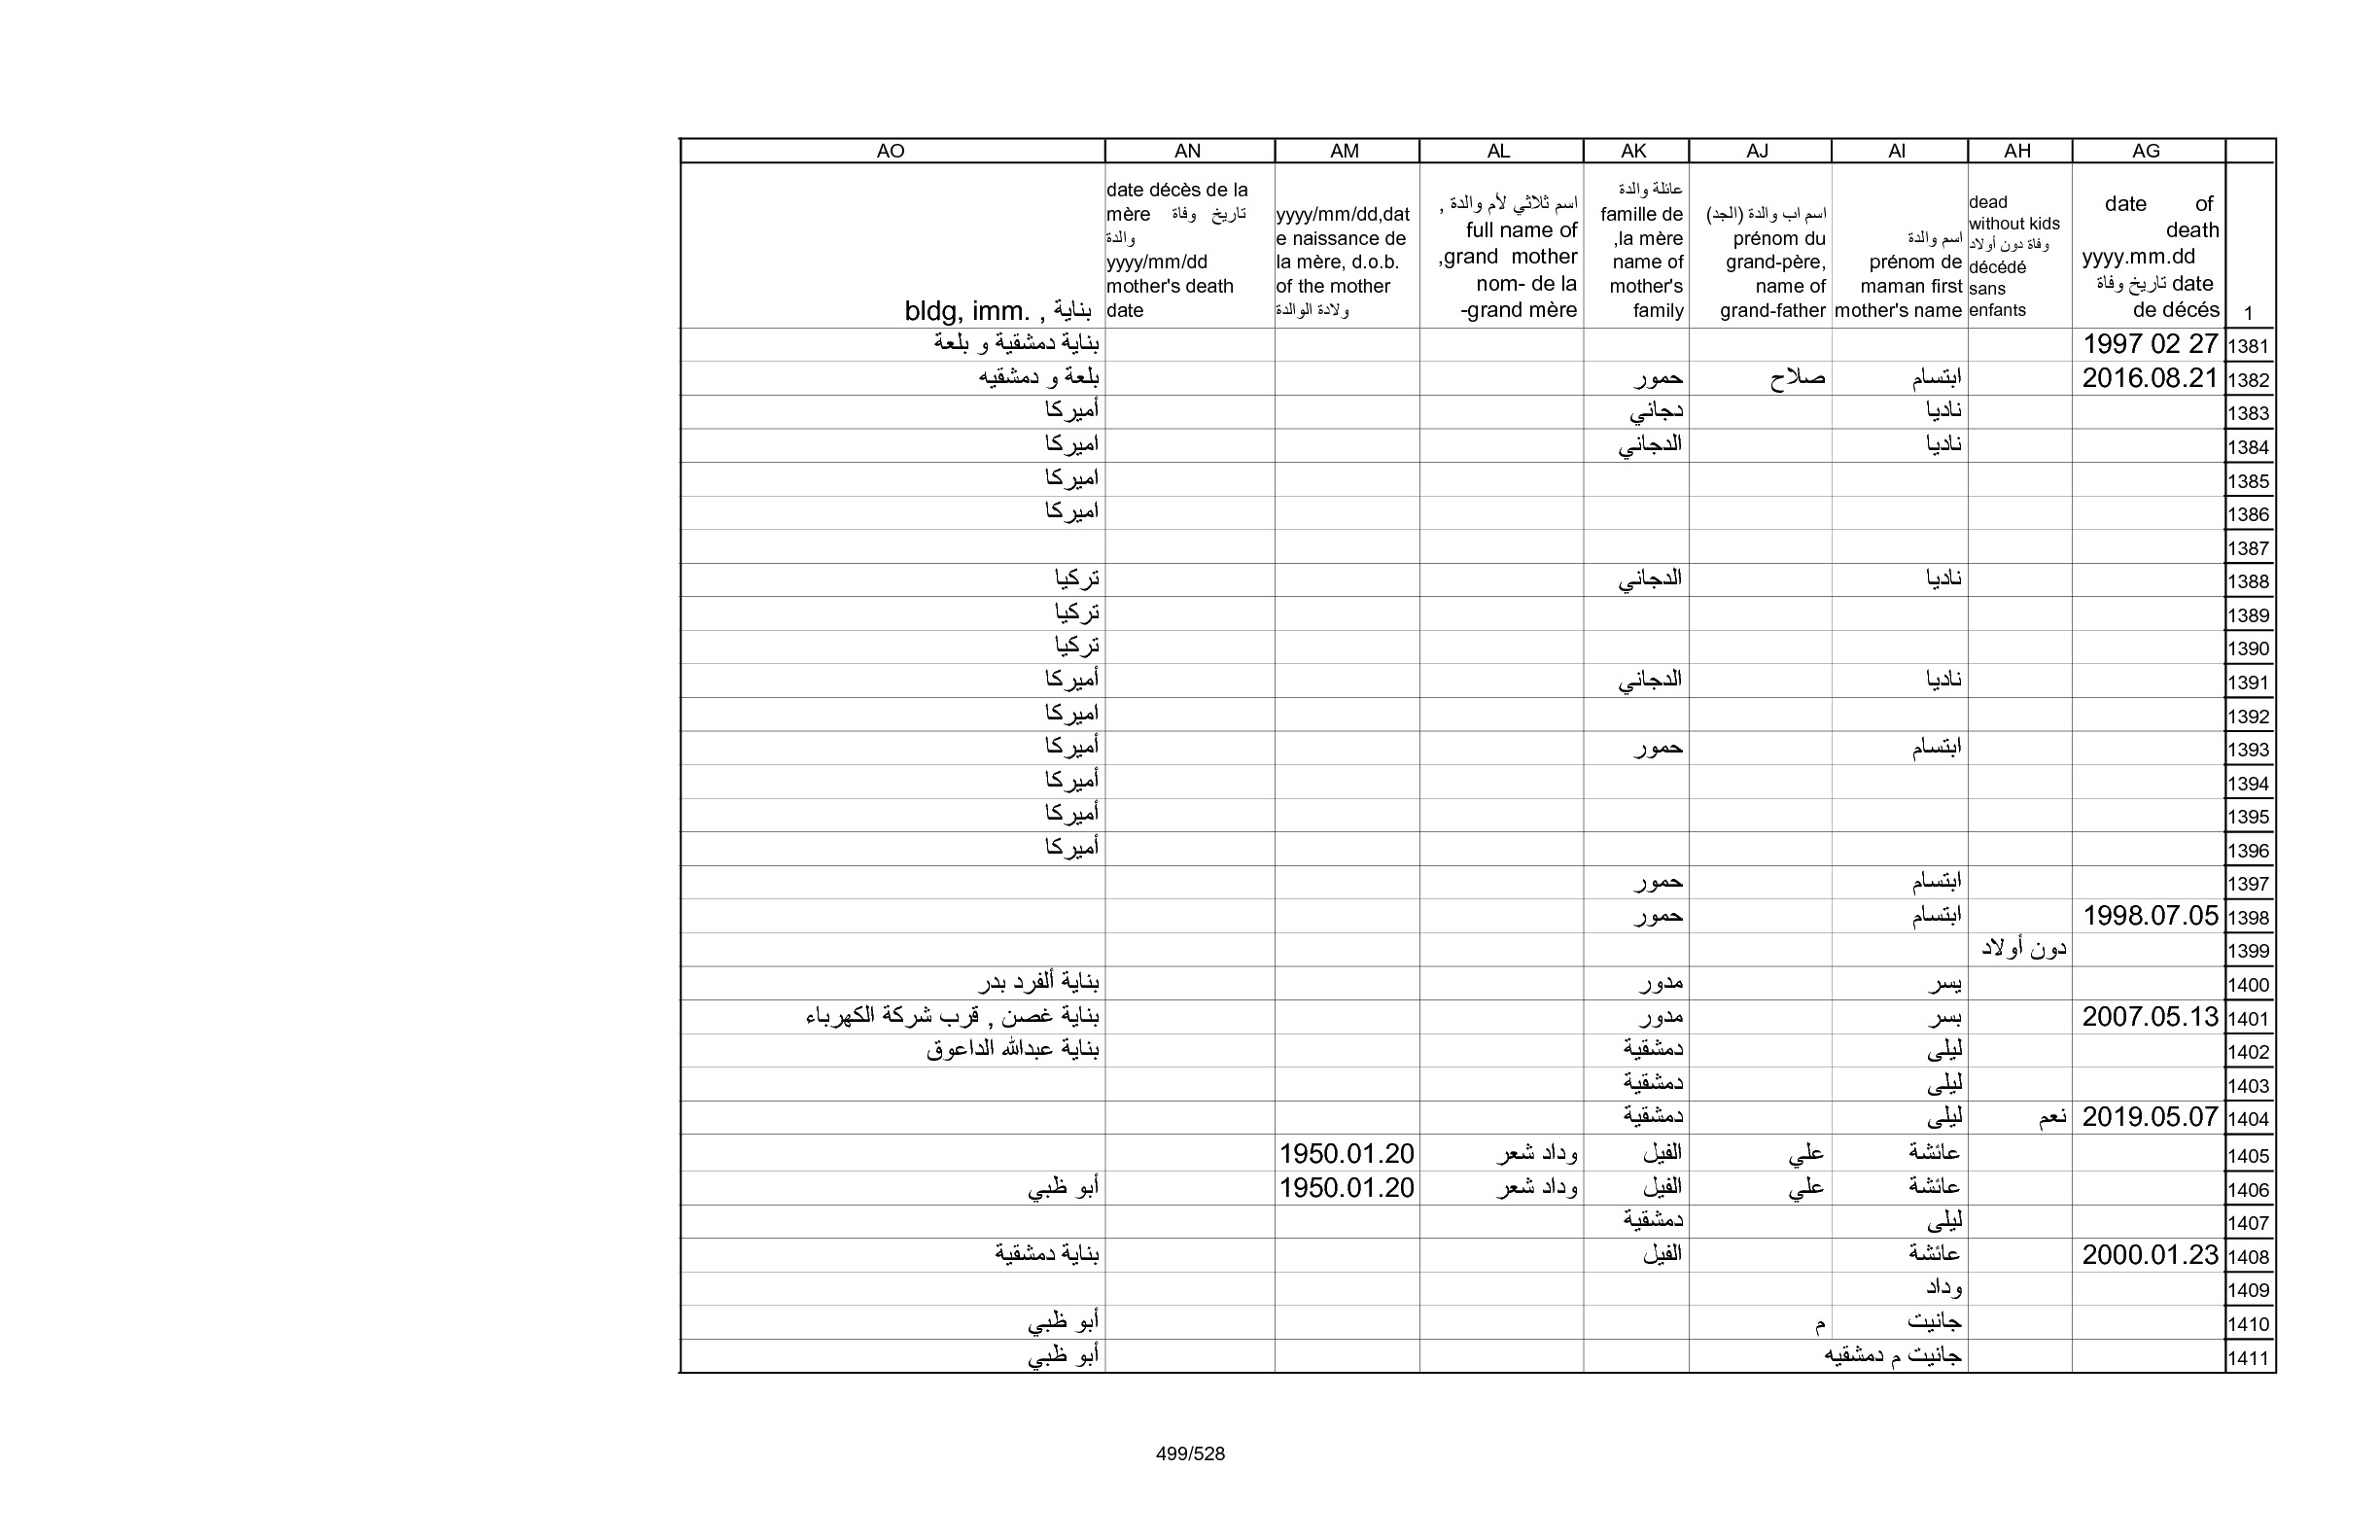 AG AH AI AJ AK AL AM AN AO
1
date of
death
yyyy.mm.dd
تاريخ وفاة date
de décés
dead
without kids
وفاة دون أولاد
décédé
sans
enfants
اسم والدة
prénom de
maman first
mother's name
اسم اب والدة (الجد)
prénom du
grand-père,
name of
grand-father
عائلة والدة
famille de
la mère,
name of
mother's
family
اسم ثلاثي لأم والدة ,
full name of
grand mother,
nom- de la
grand mère-
yyyy/mm/dd,dat
e naissance de
la mère, d.o.b.
of the mother
ولادة الوالدة
date décès de la
mère تاريخ وفاة
والدة
yyyy/mm/dd
mother's death
date
بناية , .bldg, imm
1381 1997 02 27 بناية دمشقية و بلعة
1382 2016.08.21 ابتسام صلاح حمور بلعة و دمشقيه
1383 ناديا دجاني أميركا
1384 ناديا الدجاني اميركا
1385 اميركا
1386 اميركا
1387
1388 ناديا الدجاني تركيا
1389 تركيا
1390 تركيا
1391 ناديا الدجاني أميركا
1392 اميركا
1393 ابتسام حمور أميركا
1394 أميركا
1395 أميركا
1396 أميركا
1397 ابتسام حمور
1398 1998.07.05 ابتسام حمور
1399 دون أولاد
1400 يسر مدور بناية ألفرد بدر
1401 2007.05.13 بسر مدور بناية غصن , قرب شركة الكهرباء
1402 ليلى دمشقية بناية عبدالله الداعوق
1403 ليلى دمشقية
1404 2019.05.07 نعم ليلى دمشقية
1405 عائشة علي الفيل وداد شعر 1950.01.20
1406 عائشة علي الفيل وداد شعر 1950.01.20 أبو ظبي
1407 ليلى دمشقية
1408 2000.01.23 عائشة الفيل بناية دمشقية
1409 وداد
1410 جانيت م أبو ظبي
1411 جانيت م دمشقيه أبو ظبي
499/528